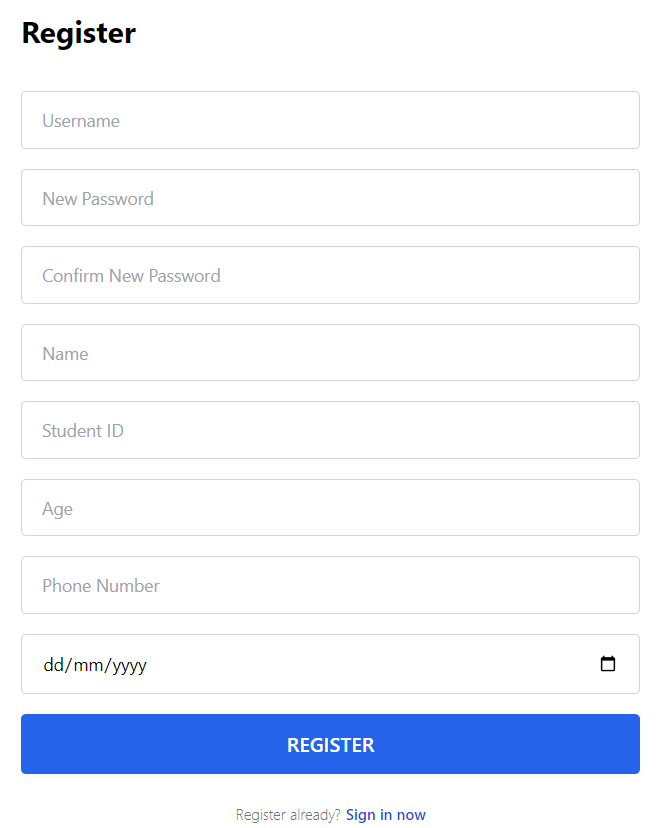 Register
Username
New Password
Confirm New Password
Name
Student ID
Age
Phone Number
dd/mm/yyyy
REGISTER
Register already? Sign in now